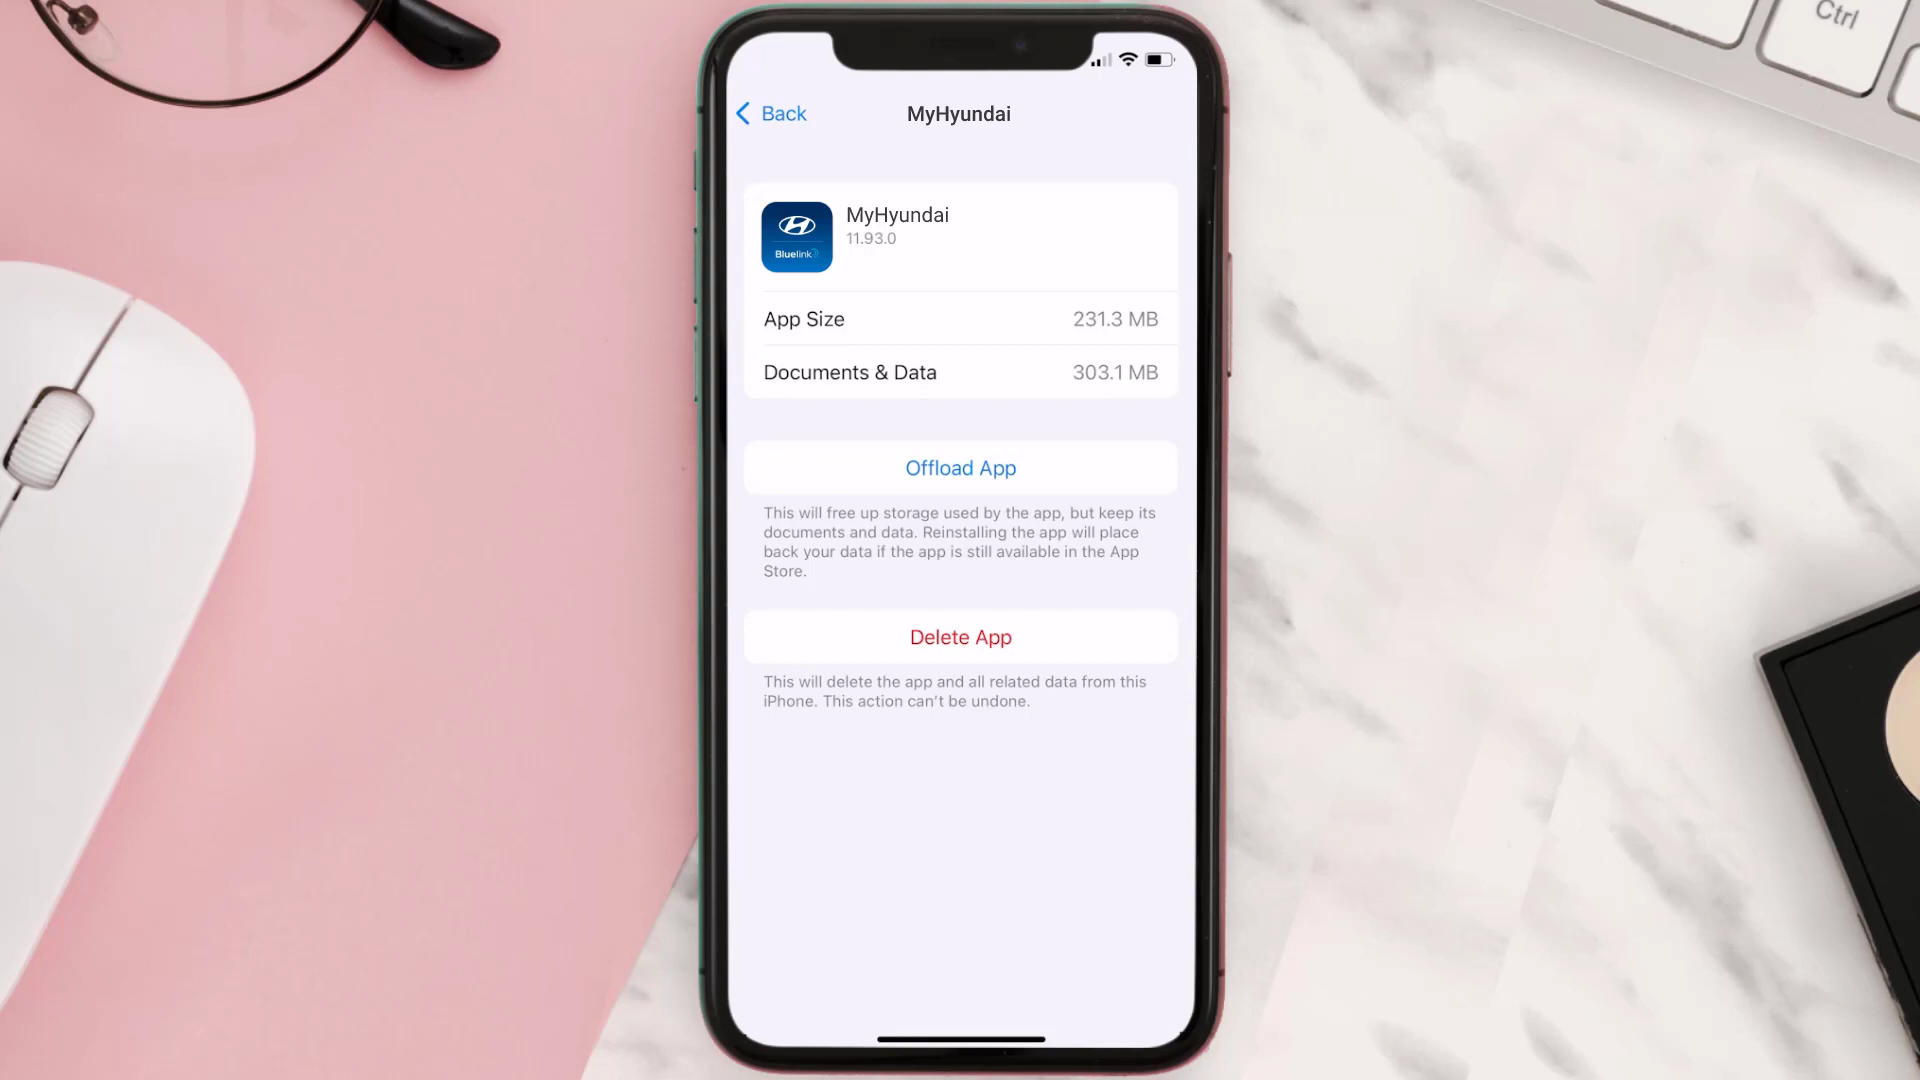 Ctrl
Back
MyHyundai
MyHyundai
11.93.0
Bluelink
App Size
231.3 MB
Documents & Data
303.1 MB
Offload App
This will free up storage used by the app, but keep its
documents and data. Reinstalling the app will place
back your data if the app is still available in the App
Store.
Delete App
This will delete the app and all related data from this
iPhone. This action can't be undone.